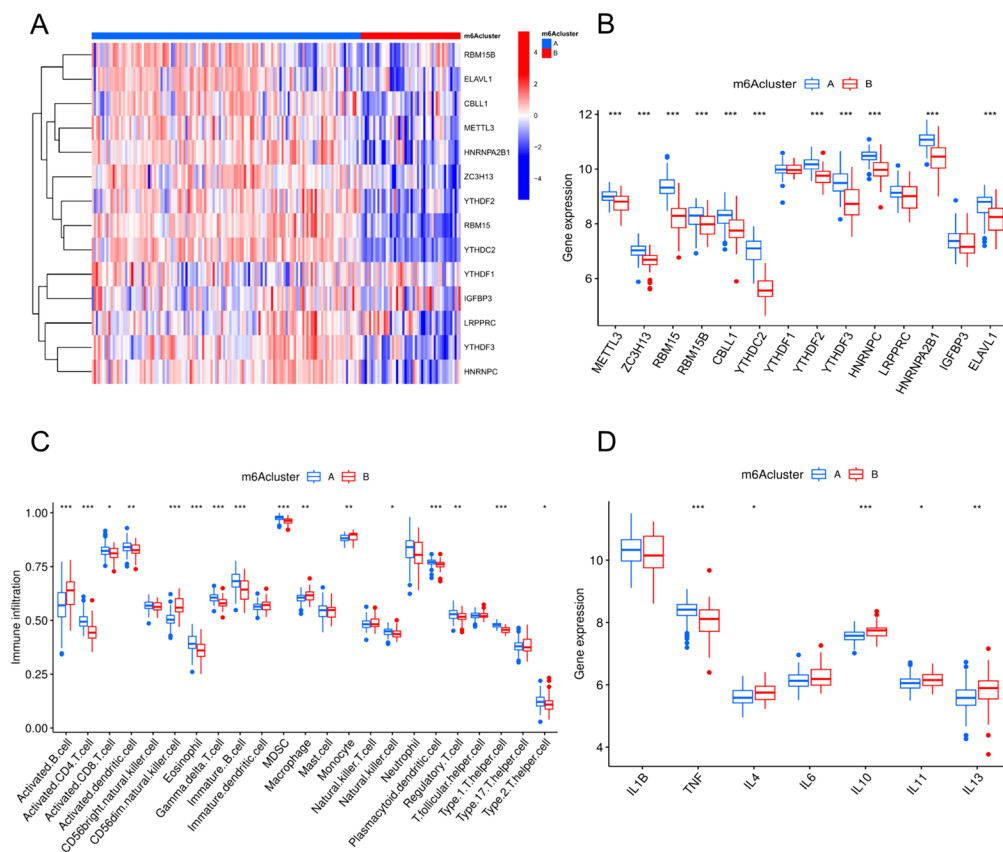 A
m6Acluster
m6Acluster
A
B
4
2
0
−2
−4
RBM15B
ELAVL1
CBLL1
METTL3
HNRNPA2B1
ZC3H13
YTHDF2
RBM15
YTHDC2
YTHDF1
IGFBP3
LRPPRC
YTHDF3
HNRNPC
B
m6Acluster A B
*** *** *** *** *** *** *** *** *** *** ***
Gene expression
12
10
8
6
METTL3
ZC3H13
RBM15
RBM15B
CBLL1
YTHDC2
YTHDF1
YTHDF2
YTHDF3
HNRNPC
LRPPRC
HNRNPA2B1
IGFBP3
ELAVL1
C
m6Acluster A B
*** *** * ** *** *** *** *** *** ** ** * *** ** *** *
Immune infiltration
1.00
0.75
0.50
0.25
0.00
Activated.B.cell
Activated.CD4.T.cell
Activated.CD8.T.cell
Activated.dendritic.cell
CD56bright.natural.killer.cell
CD56dim.natural.killer.cell
Eosinophil
Gamma.delta.T.cell
Immature..B.cell
Immature.dendritic.cell
MDSC
Macrophage
Mast.cell
Monocyte
Natural.killer.T.cell
Natural.killer.cell
Neutrophil
Plasmacytoid.dendritic.cell
Regulatory.T.cell
T.follicular.helper.cell
Type.1.T.helper.cell
Type.17.T.helper.cell
Type.2.T.helper.cell
D
m6Acluster A B
*** * *** * **
Gene expression
10
8
6
4
IL1B
TNF
IL4
IL6
IL10
IL11
IL13